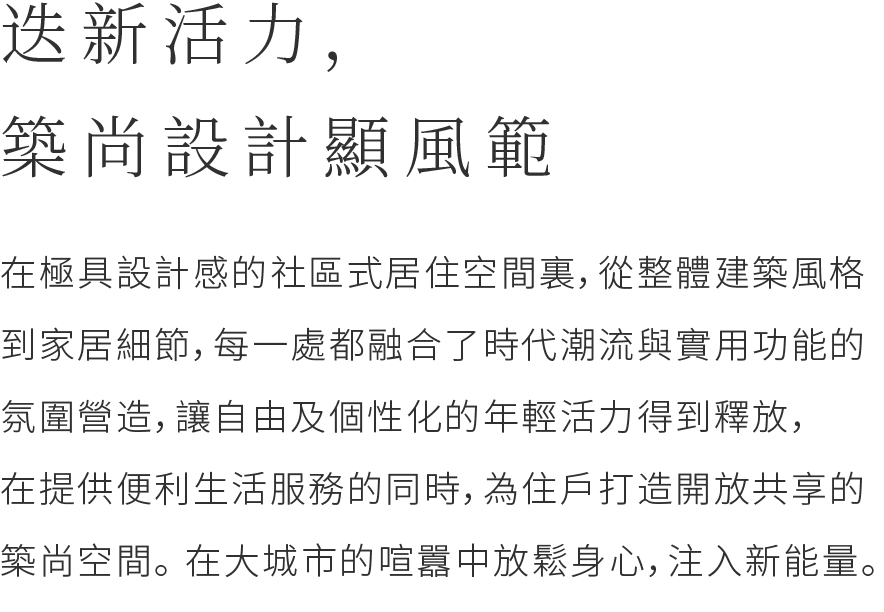 迭新活力,
築尚設計顯風範
在極具設計感的社區式居住空間裏,從整體建築風格
到家居細節,每一處都融合了時代潮流與實用功能的
氛圍營造,讓自由及個性化的年輕活力得到釋放,
在提供便利生活服務的同時,為住戶打造開放共享的
築尚空間。在大城市的喧囂中放鬆身心,注入新能量。